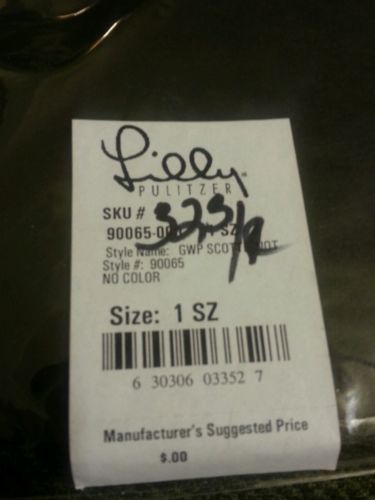 Lilly
PULITZER
SKU #
Style Name: GWP
Style #: 90065
NO COLOR
Size: 1 SZ
6 30306 03352 7
Manufacturer's Suggested Price
$.00